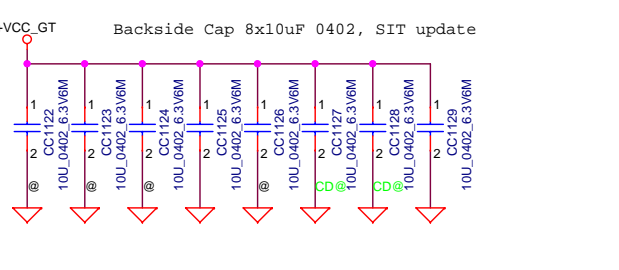 -VCC_GT
Backside Cap 8x10uF 0402, SIT update
1
2
CC1122
10U_0402_6.3V6M
@
1
2
CC1123
10U_0402_6.3V6M
@
1
2
CC1124
10U_0402_6.3V6M
@
1
2
CC1125
10U_0402_6.3V6M
@
1
2
CC1126
10U_0402_6.3V6M
@
1
2
CC1127
10U_0402_6.3V6M
CD@
1
2
CC1128
10U_0402_6.3V6M
CD@
1
2
CC1129
10U_0402_6.3V6M